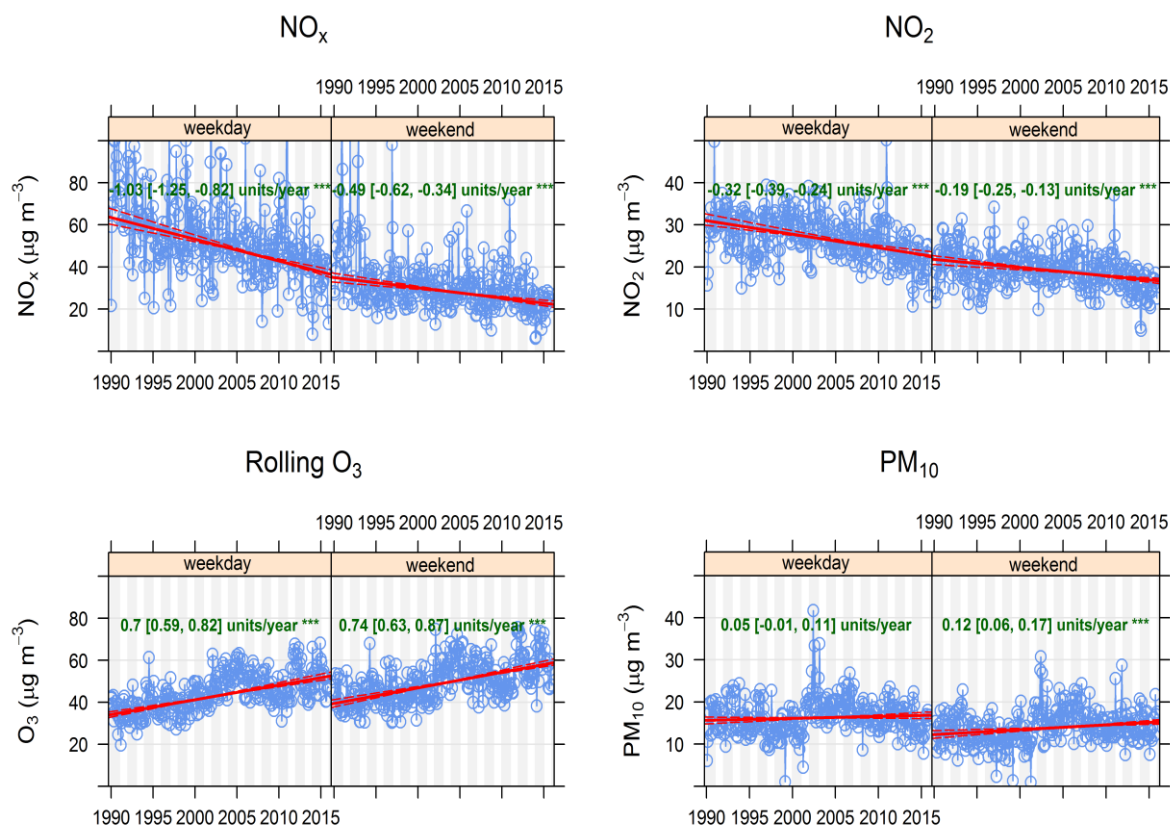 NOx
NO2
1990 1995 2000 2005 2010 2015
1990 1995 2000 2005 2010 2015
weekday
weekend
weekday
weekend
-1.03 [-1.25, -0.82] units/year ***
-0.49 [-0.62, -0.34] units/year ***
-0.32 [-0.39, -0.24] units/year ***
-0.19 [-0.25, -0.13] units/year ***
NOx (µg m−3)
80
60
40
20
NO2 (µg m−3)
40
30
20
10
1990 1995 2000 2005 2010 2015
1990 1995 2000 2005 2010 2015
Rolling O3
PM10
1990 1995 2000 2005 2010 2015
1990 1995 2000 2005 2010 2015
weekday
weekend
weekday
weekend
0.7 [0.59, 0.82] units/year ***
0.74 [0.63, 0.87] units/year ***
0.05 [-0.01, 0.11] units/year
0.12 [0.06, 0.17] units/year ***
O3 (µg m−3)
80
60
40
20
PM10 (µg m−3)
40
30
20
10
1990 1995 2000 2005 2010 2015
1990 1995 2000 2005 2010 2015